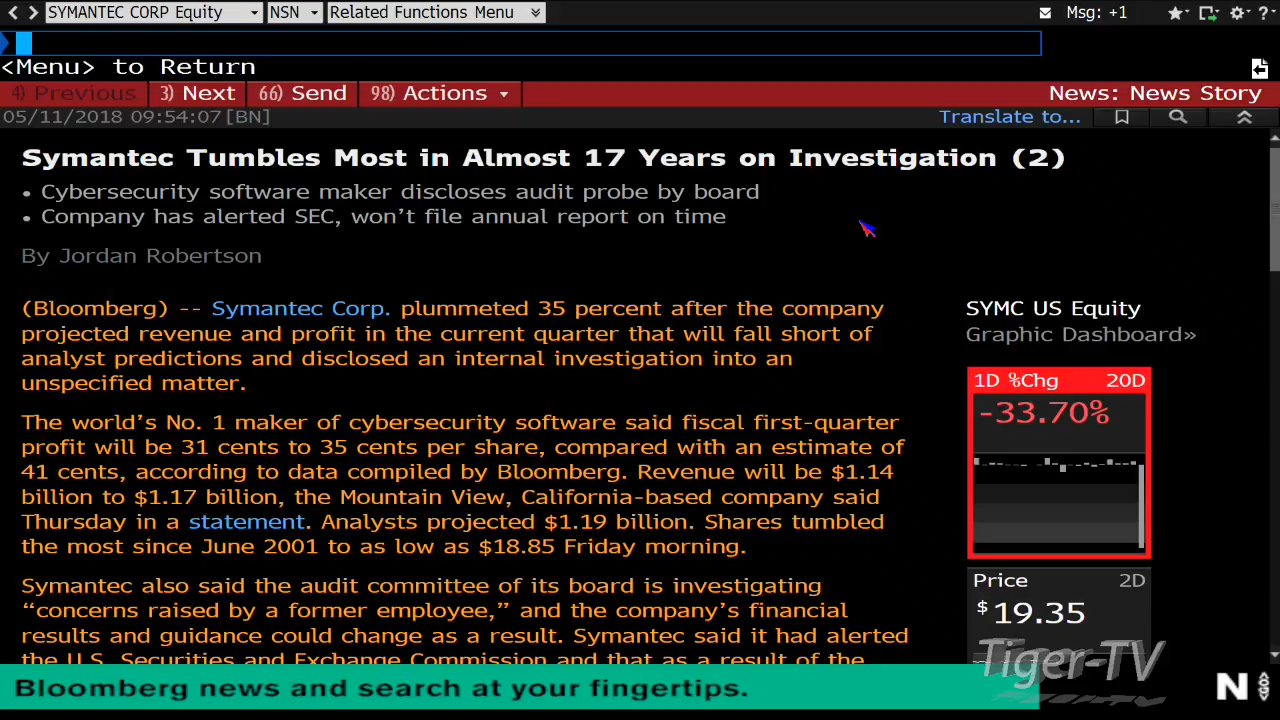 SYMANTEC CORP Equity NSN Related Functions Menu Msg: +1 ?
<Menu> to Return
4) Previous 3) Next 66) Send 98) Actions News: News Story
05/11/2018 09:54:07[BN] Translate to...
Symantec Tumbles Most in Almost 17 Years on Investigation (2)
• Cybersecurity software maker discloses audit probe by board
• Company has alerted SEC, won't file annual report on time
By Jordan Robertson
(Bloomberg) -- Symantec Corp. plummeted 35 percent after the company
projected revenue and profit in the current quarter that will fall short of
analyst predictions and disclosed an internal investigation into an
unspecified matter.
The world's No. 1 maker of cybersecurity software said fiscal first-quarter
profit will be 31 cents to 35 cents per share, compared with an estimate of
41 cents, according to data compiled by Bloomberg. Revenue will be $1.14
billion to $1.17 billion, the Mountain View, California-based company said
Thursday in a statement. Analysts projected $1.19 billion. Shares tumbled
the most since June 2001 to as low as $18.85 Friday morning.
Symantec also said the audit committee of its board is investigating
“concerns raised by a former employee,” and the company's financial
results and guidance could change as a result. Symantec said it had alerted
the U.S. Securities and Exchange Commission and that as a result of the
SYMC US Equity
Graphic Dashboard»
1D %Chg 20D
-33.70%
Price 2D
$19.35
Tiger-TV
Bloomberg news and search at your fingertips.
N